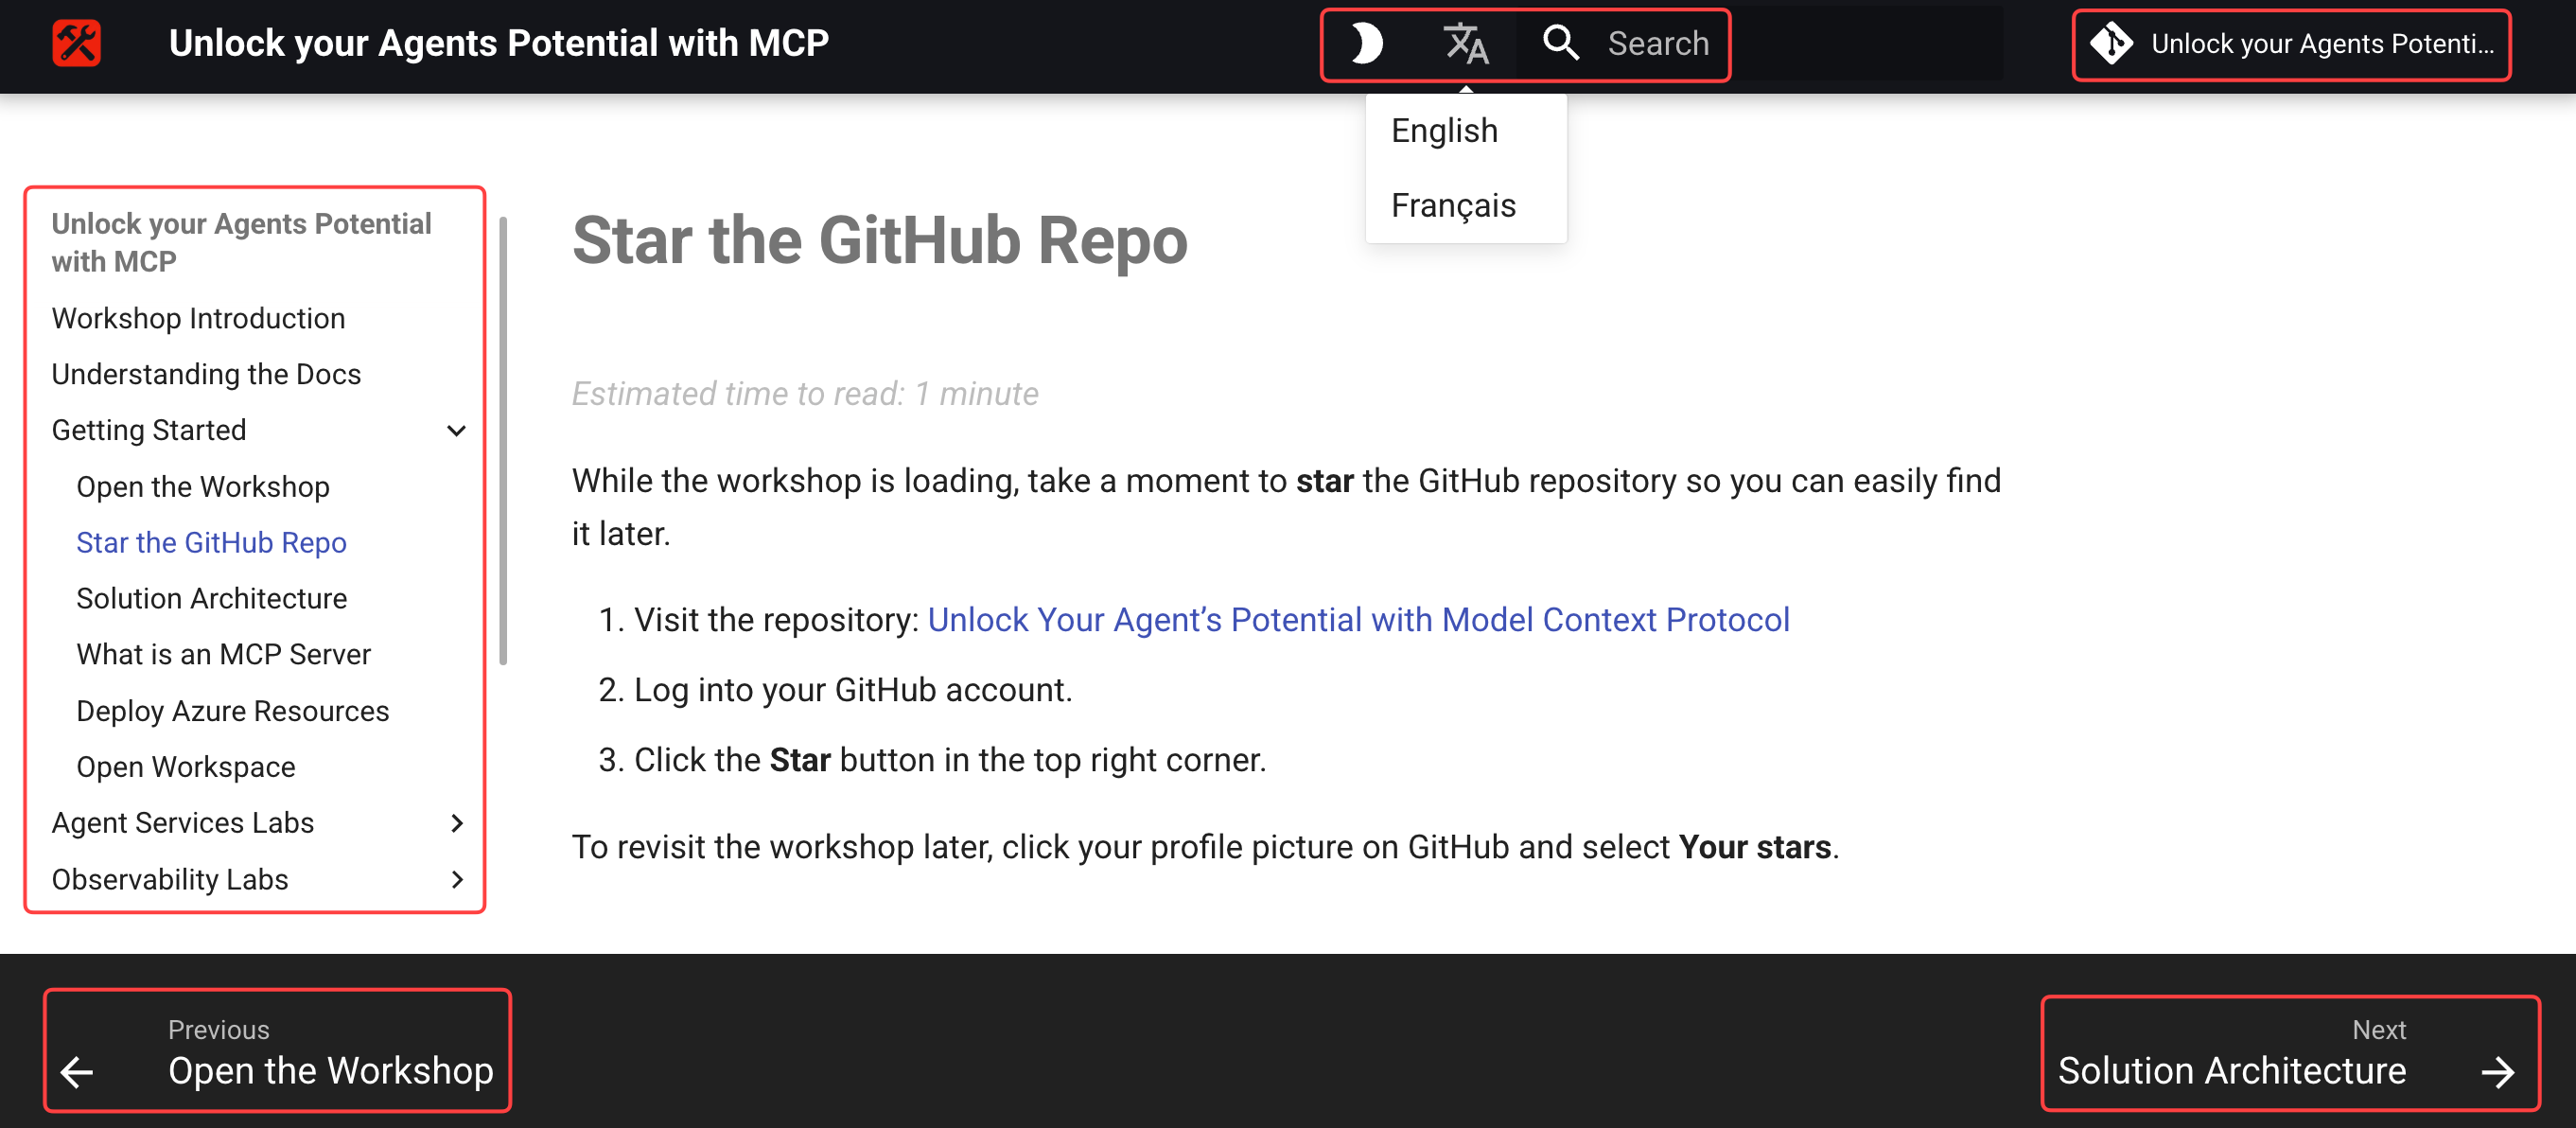 Unlock your Agents Potential with MCP
Search
Unlock your Agents Potenti...
English
Français
Unlock your Agents Potential
with MCP
Workshop Introduction
Understanding the Docs
Getting Started
Open the Workshop
Star the GitHub Repo
Solution Architecture
What is an MCP Server
Deploy Azure Resources
Open Workspace
Agent Services Labs
Observability Labs
Star the GitHub Repo
Estimated time to read: 1 minute
While the workshop is loading, take a moment to star the GitHub repository so you can easily find
it later.
1. Visit the repository: Unlock Your Agent’s Potential with Model Context Protocol
2. Log into your GitHub account.
3. Click the Star button in the top right corner.
To revisit the workshop later, click your profile picture on GitHub and select Your stars.
Previous
Open the Workshop
Next
Solution Architecture